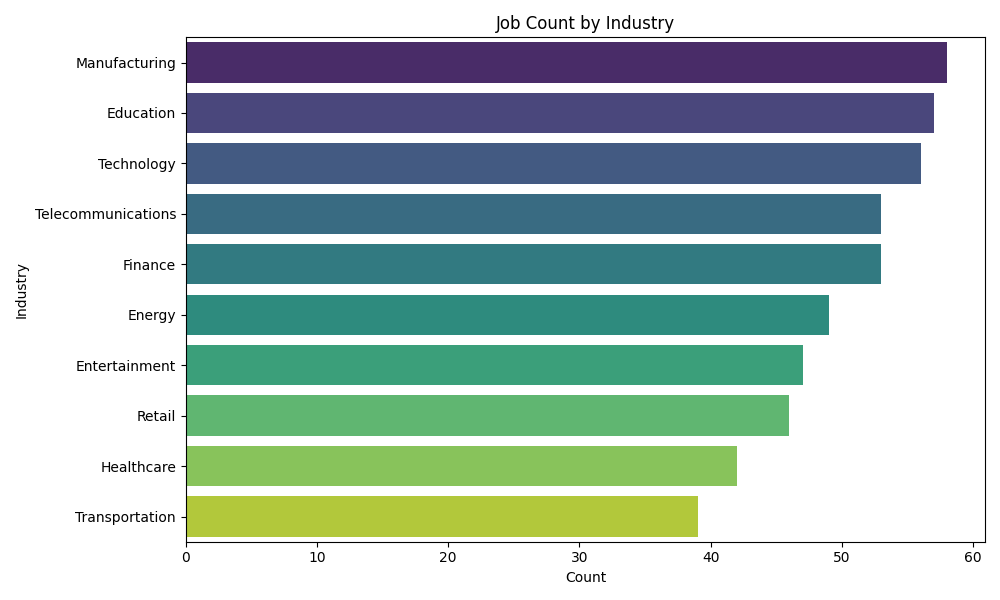 Job Count by Industry
Manufacturing
Education
Technology
Telecommunications
Finance
Energy
Entertainment
Retail
Healthcare
Transportation
Industry
0 10 20 30 40 50 60
Count